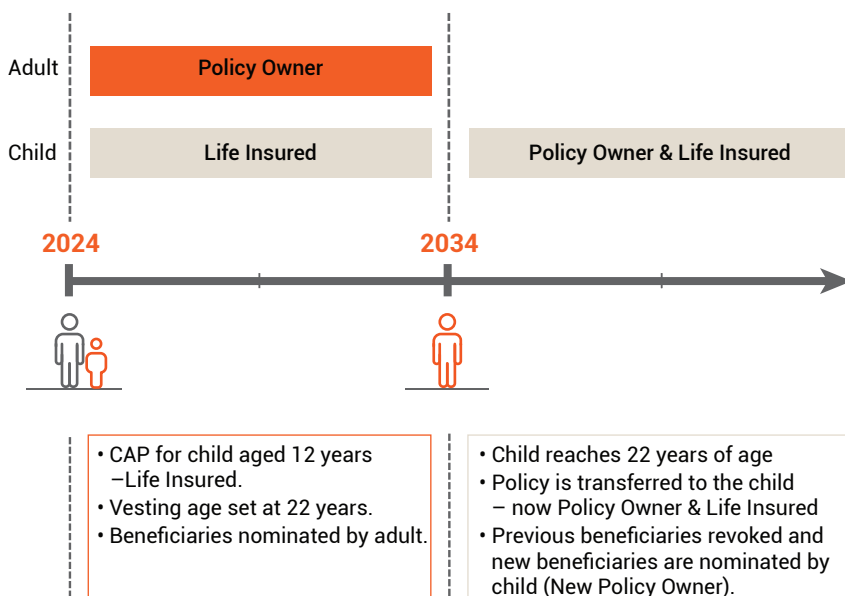 Adult
Policy Owner
Child
Life Insured
Policy Owner & Life Insured
2024
2034
• CAP for child aged 12 years
–Life Insured.
• Vesting age set at 22 years.
• Beneficiaries nominated by adult.
• Child reaches 22 years of age
• Policy is transferred to the child
– now Policy Owner & Life Insured
• Previous beneficiaries revoked and
new beneficiaries are nominated by
child (New Policy Owner).